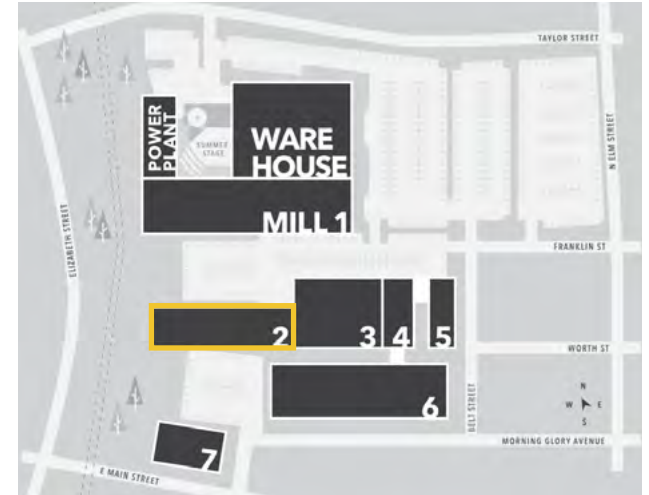 TAYLOR STREET
N ELM STREET
POWER
PLANT
SUMMER
STAGE
WARE
HOUSE
MILL 1
ELIZABETH STREET
FRANKLIN ST
2
3
4
5
WORTH ST
6
BELT STREET
N
W
E
S
7
MORNING GLORY AVENUE
E MAIN STREET